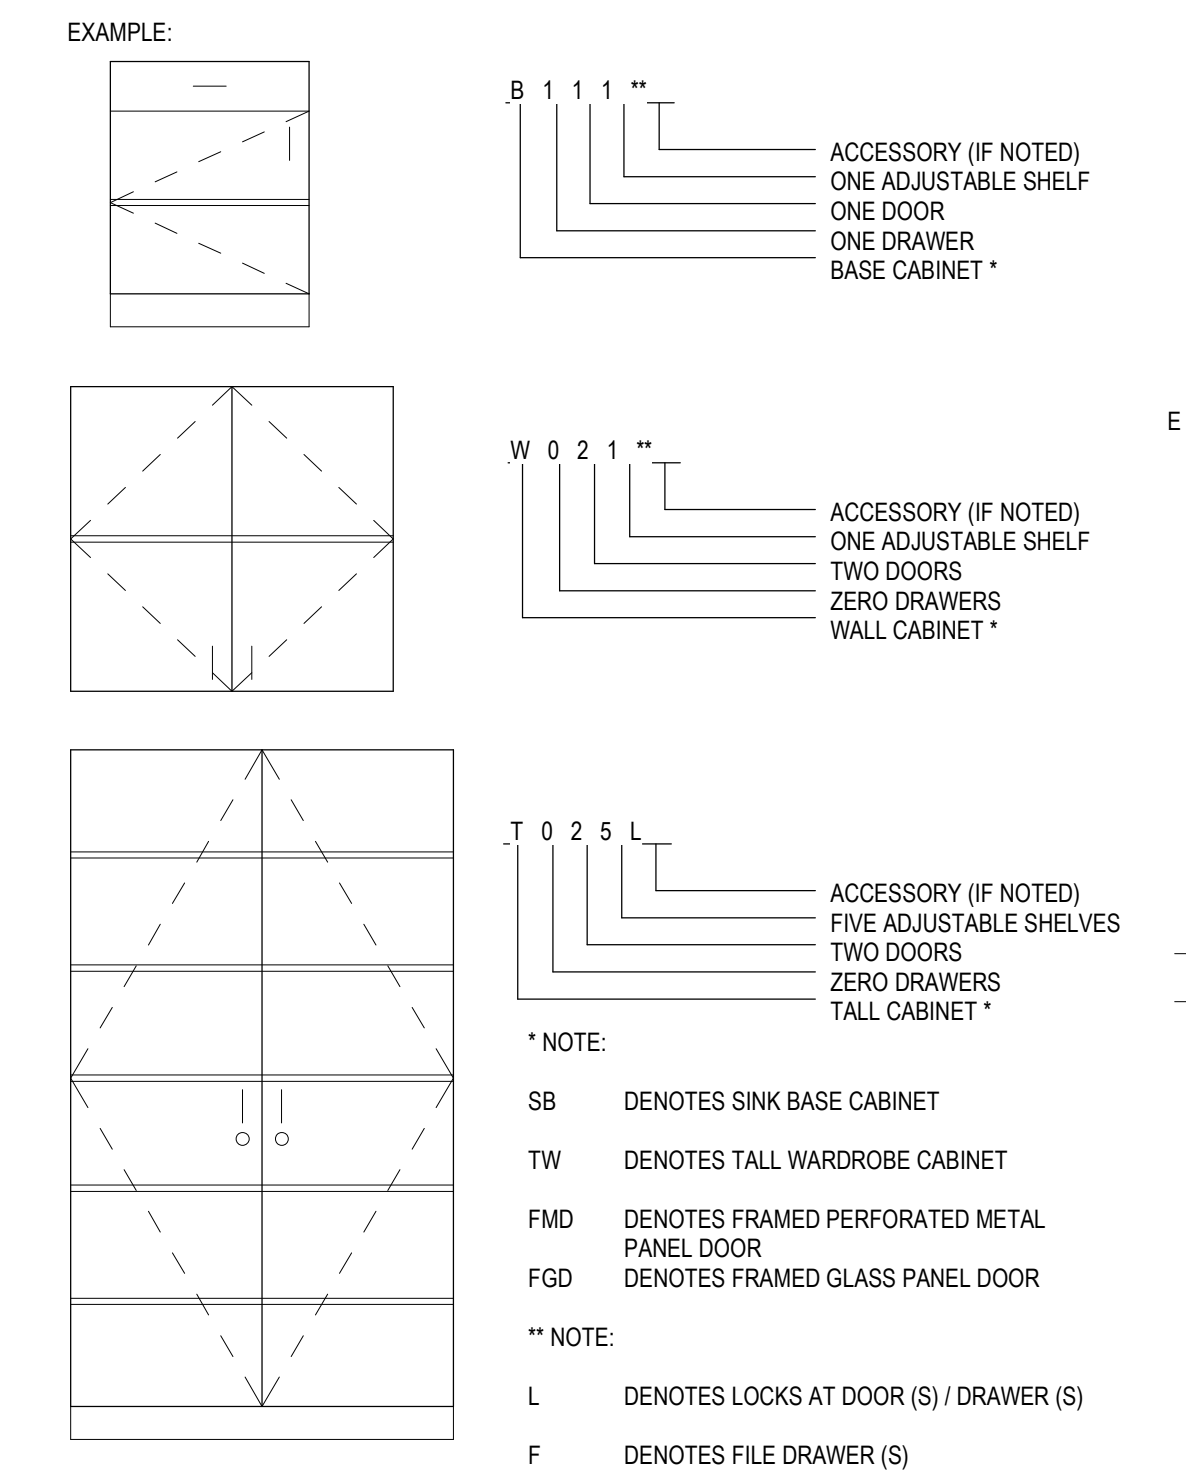 EXAMPLE:
B 1 1 1 **
ACCESSORY (IF NOTED)
ONE ADJUSTABLE SHELF
ONE DOOR
ONE DRAWER
BASE CABINET *
E
W 0 2 1 **
ACCESSORY (IF NOTED)
ONE ADJUSTABLE SHELF
TWO DOORS
ZERO DRAWERS
WALL CABINET *
T 0 2 5 L
ACCESSORY (IF NOTED)
FIVE ADJUSTABLE SHELVES
TWO DOORS
ZERO DRAWERS
TALL CABINET *
* NOTE:
SB DENOTES SINK BASE CABINET
TW DENOTES TALL WARDROBE CABINET
FMD DENOTES FRAMED PERFORATED METAL
PANEL DOOR
FGD DENOTES FRAMED GLASS PANEL DOOR
** NOTE:
L DENOTES LOCKS AT DOOR (S) / DRAWER (S)
F DENOTES FILE DRAWER (S)